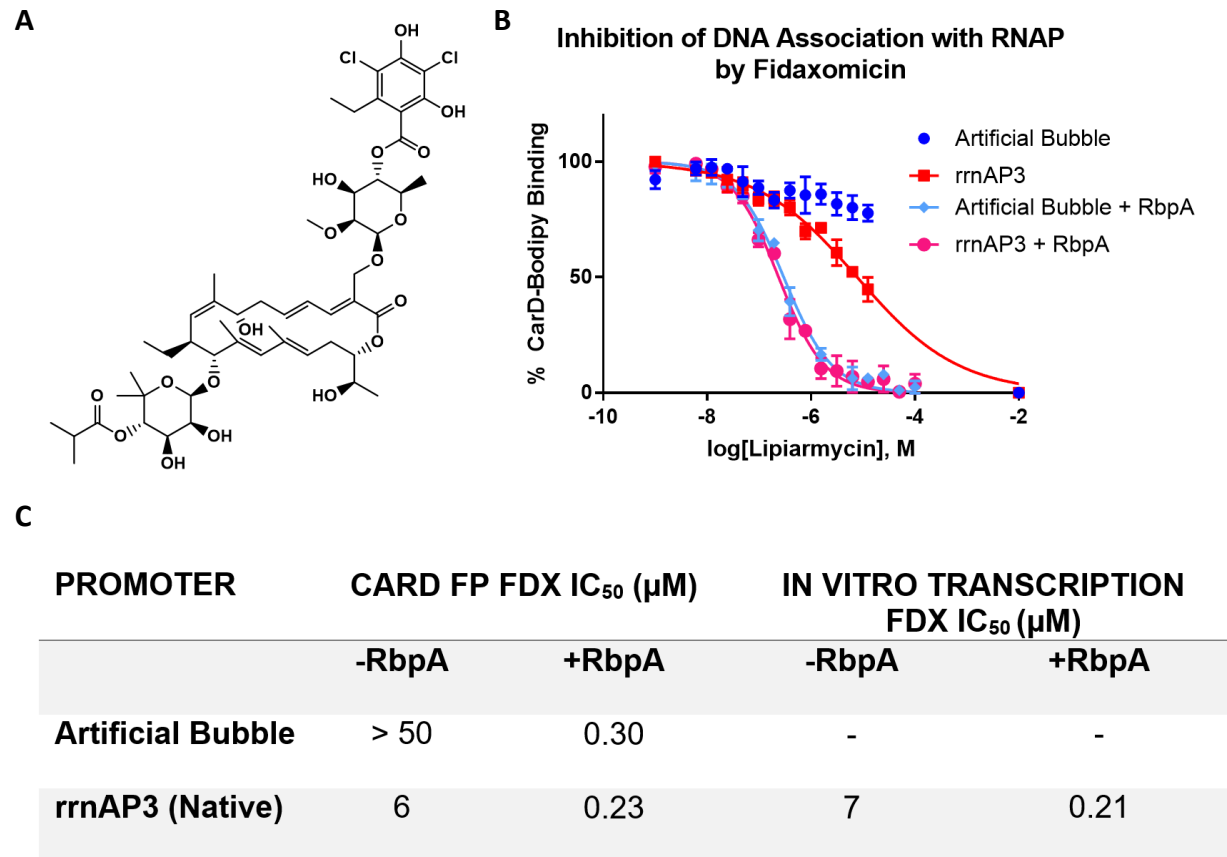 A
OH
Cl
Cl
OH
O
O
HO
O
O
O
O
O
OH
O
O
HO
O
O
O
OH
OH
B
Inhibition of DNA Association with RNAP
by Fidaxomicin
% CarD-Bodipy Binding
100
50
0
-10
-8
-6
-4
-2
log[Lipiarmycin], M
Artificial Bubble
rrnAP3
Artificial Bubble + RbpA
rrnAP3 + RbpA
C
PROMOTER CARD FP FDX IC₅₀ (µM) IN VITRO TRANSCRIPTION
FDX IC₅₀ (µM)
-RbpA +RbpA -RbpA +RbpA
Artificial Bubble > 50 0.30 - -
rrnAP3 (Native) 6 0.23 7 0.21